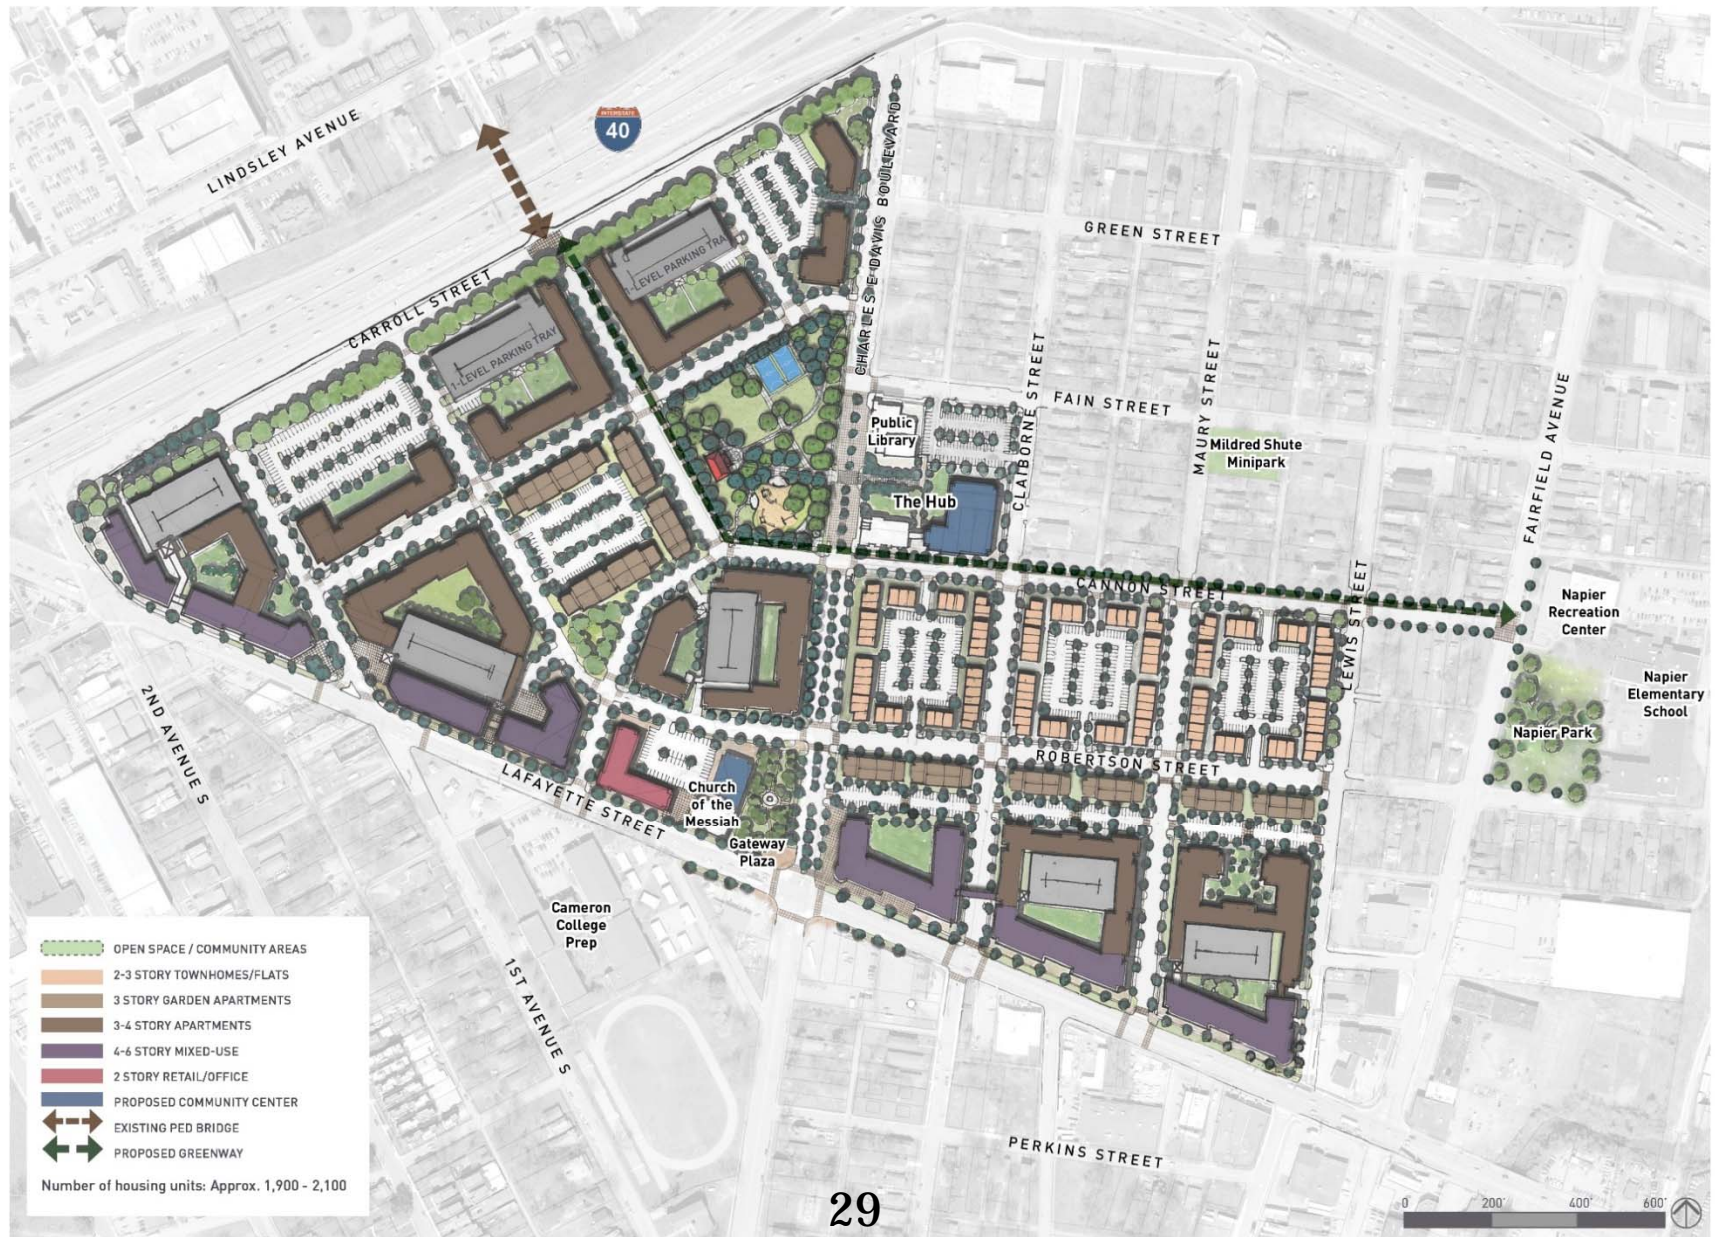 INTERSTATE
40
LINDSLEY AVENUE
CHARLES E DAVIS BOULEVARD
GREEN STREET
1-LEVEL PARKING TRA
CARROLL STREET
1-LEVEL PARKING TRAY
CLAIBORNE STREET
MAURY STREET
FAIN STREET
FAIRFIELD AVENUE
Public
Library
Mildred Shute
Minipark
The Hub
CANNON STREET
LEWIS STREET
Napier
Recreation
Center
Napier
Elementary
School
Napier Park
2ND AVENUE S
ROBERTSON STREET
LAFAYETTE STREET
Church
of the
Messiah
Gateway
Plaza
Cameron
College
Prep
1ST AVENUE S
PERKINS STREET
OPEN SPACE / COMMUNITY AREAS
2-3 STORY TOWNHOMES/FLATS
3 STORY GARDEN APARTMENTS
3-4 STORY APARTMENTS
4-6 STORY MIXED-USE
2 STORY RETAIL/OFFICE
PROPOSED COMMUNITY CENTER
EXISTING PED BRIDGE
PROPOSED GREENWAY
Number of housing units: Approx. 1,900 - 2,100
29
0 200' 400' 600'